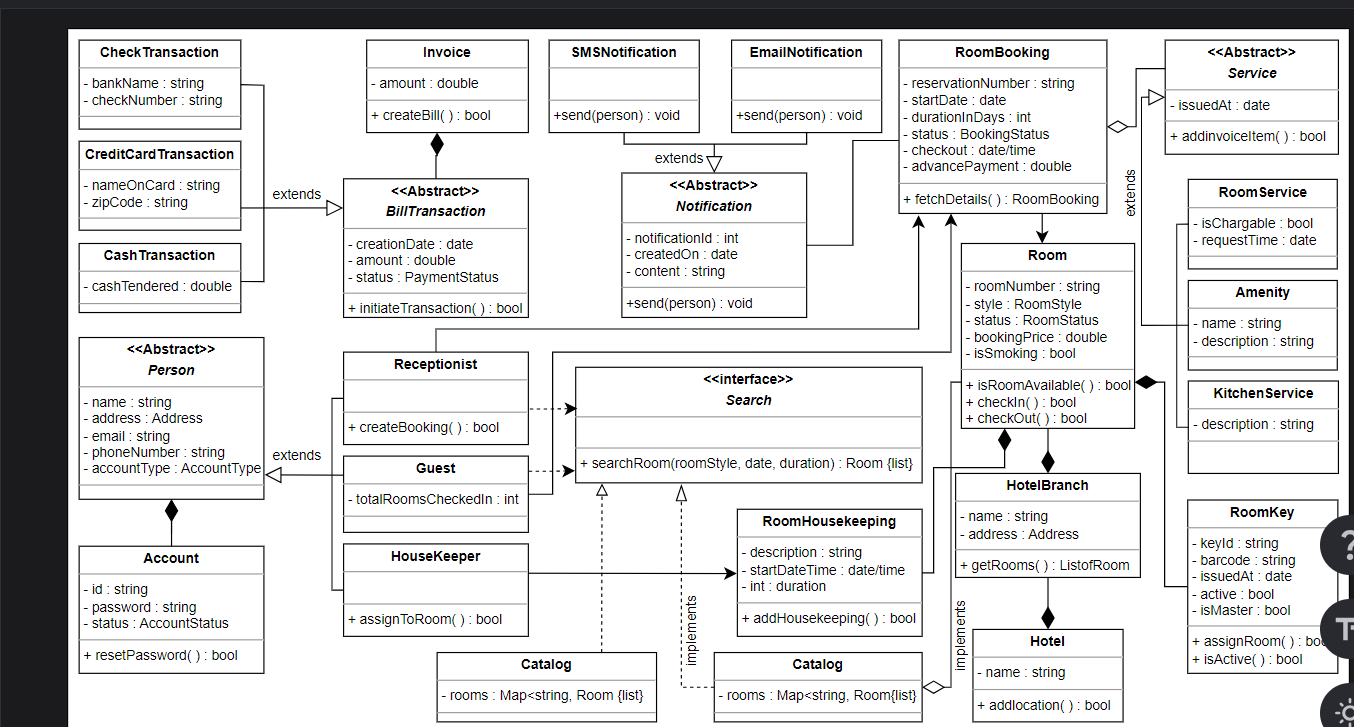 CheckTransaction
- bankName : string
- checkNumber : string
CreditCardTransaction
- nameOnCard : string
- zipCode : string
CashTransaction
- cashTendered : double
extends
Invoice
- amount : double
+ createBill( ) : bool
<<Abstract>>
BillTransaction
- creationDate : date
- amount : double
- status : PaymentStatus
+ initiateTransaction( ) : bool
SMSNotification
+send(person) : void
EmailNotification
+send(person) : void
extends
<<Abstract>>
Notification
- notificationId : int
- createdOn : date
- content : string
+send(person) : void
RoomBooking
- reservationNumber : string
- startDate : date
- durationInDays : int
- status : BookingStatus
- checkout : date/time
- advancePayment : double
+ fetchDetails( ) : RoomBooking
<<Abstract>>
Service
- issuedAt : date
+ addinvoiceItem( ) : bool
extends
RoomService
- isChargable : bool
- requestTime : date
Amenity
- name : string
- description : string
KitchenService
- description : string
Room
- roomNumber : string
- style : RoomStyle
- status : RoomStatus
- bookingPrice : double
- isSmoking : bool
+ isRoomAvailable( ) : bool
+ checkIn( ) : bool
+ checkOut( ) : bool
<<Abstract>>
Person
- name : string
- address : Address
- email : string
- phoneNumber : string
- accountType : AccountType
extends
Account
- id : string
- password : string
- status : AccountStatus
+ resetPassword( ) : bool
Receptionist
+ createBooking( ) : bool
Guest
- totalRoomsCheckedIn : int
HouseKeeper
+ assignToRoom( ) : bool
<<interface>>
Search
+ searchRoom(roomStyle, date, duration) : Room {list}
RoomHousekeeping
- description : string
- startDateTime : date/time
- int : duration
+ addHousekeeping( ) : bool
HotelBranch
- name : string
- address : Address
+ getRooms( ) : ListofRoom
RoomKey
- keyId : string
- barcode : string
- issuedAt : date
- active : bool
- isMaster : bool
+ assignRoom( ) : boo
+ isActive( ) : bool
Hotel
- name : string
+ addlocation( ) : bool
Catalog
- rooms : Map<string, Room {list}
implements
Catalog
- rooms : Map<string, Room{list}
implements
?